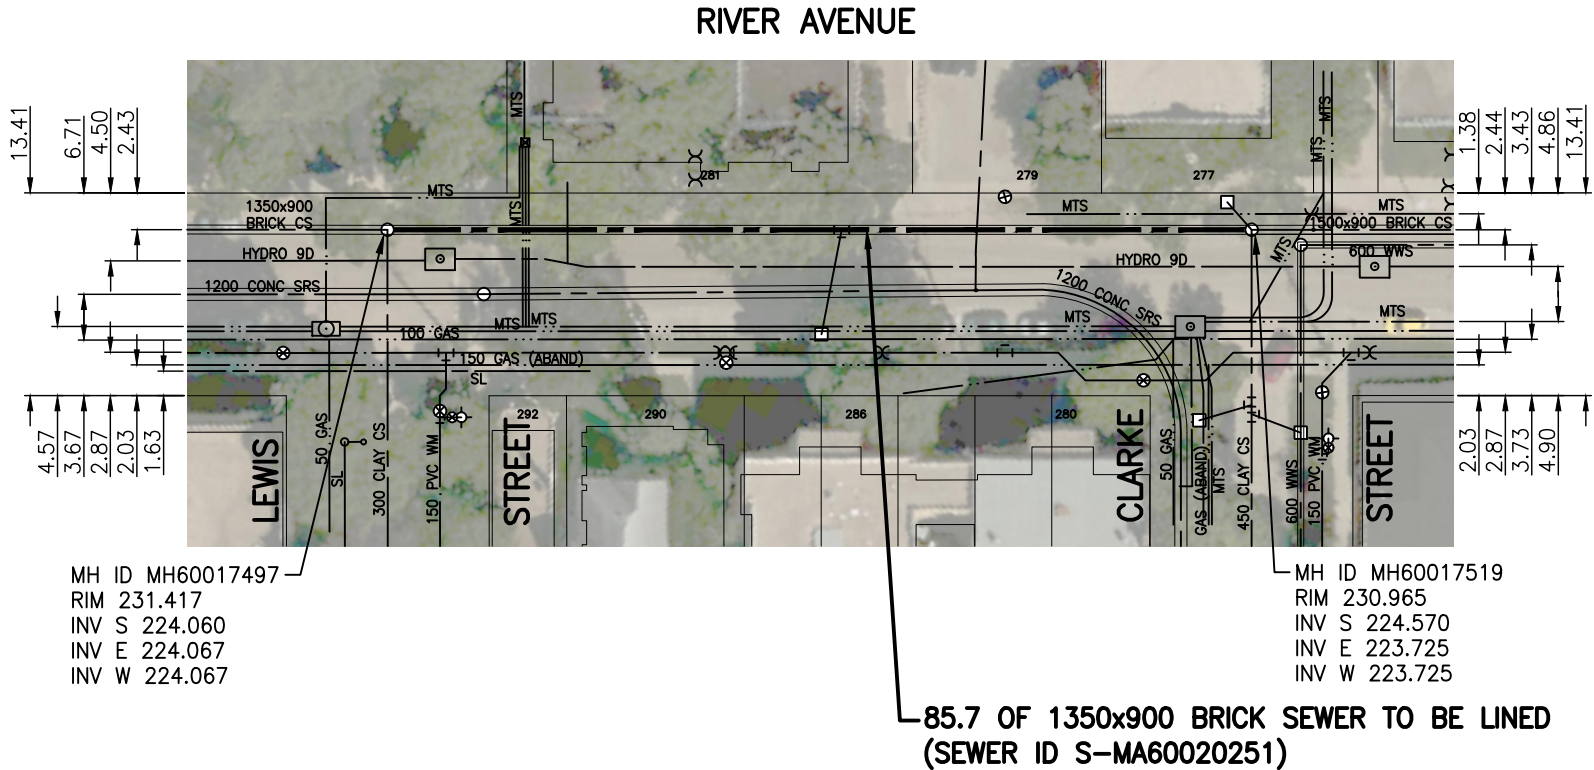 RIVER AVENUE
13.41
6.71
4.50
2.43
1.38
2.44
3.43
4.86
13.41
MTS
MTS
MTS
281
279
277
MTS
MTS
1350x900
BRICK CS
MTS
MTS
MTS
MTS
1500x900 BRICK CS
HYDRO 9D
HYDRO 9D
MTS
600 WWS
1200 CONC SRS
1200 CONC SRS
MTS
MTS
MTS
MTS
100 GAS
150 GAS (ABAND)
SL
292
290
286
280
4.57
3.67
2.87
2.03
1.63
2.03
2.87
3.73
4.90
LEWIS
STREET
CLARKE
STREET
50 GAS
SL
300 CLAY CS
150 PVC WM
50 GAS
GAS (ABAND)
MTS
450 CLAY CS
600 WWS
150 PVC WM
MH ID MH60017497
RIM 231.417
INV S 224.060
INV E 224.067
INV W 224.067
MH ID MH60017519
RIM 230.965
INV S 224.570
INV E 223.725
INV W 223.725
85.7 OF 1350x900 BRICK SEWER TO BE LINED
(SEWER ID S-MA60020251)